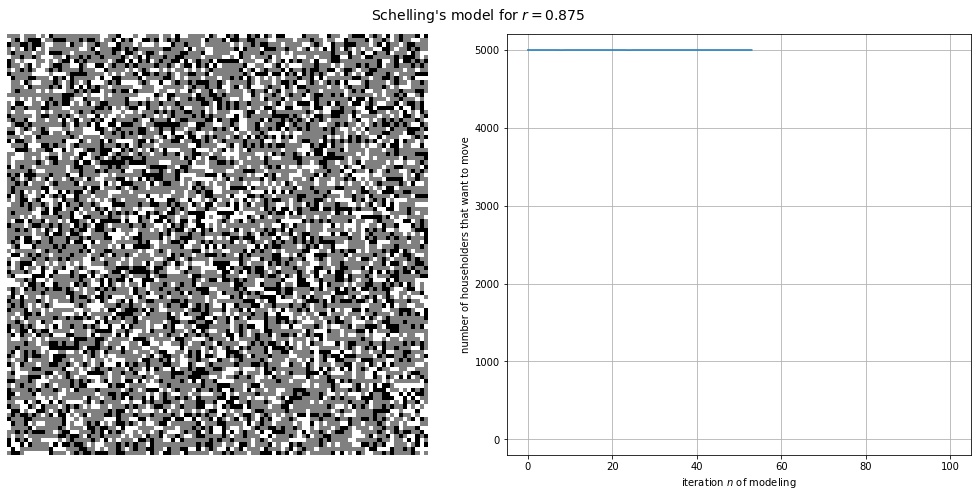 Schelling's model for r = 0.875
number of householders that want to move
5000
4000
3000
2000
1000
0
0 20 40 60 80 100
iteration n of modeling